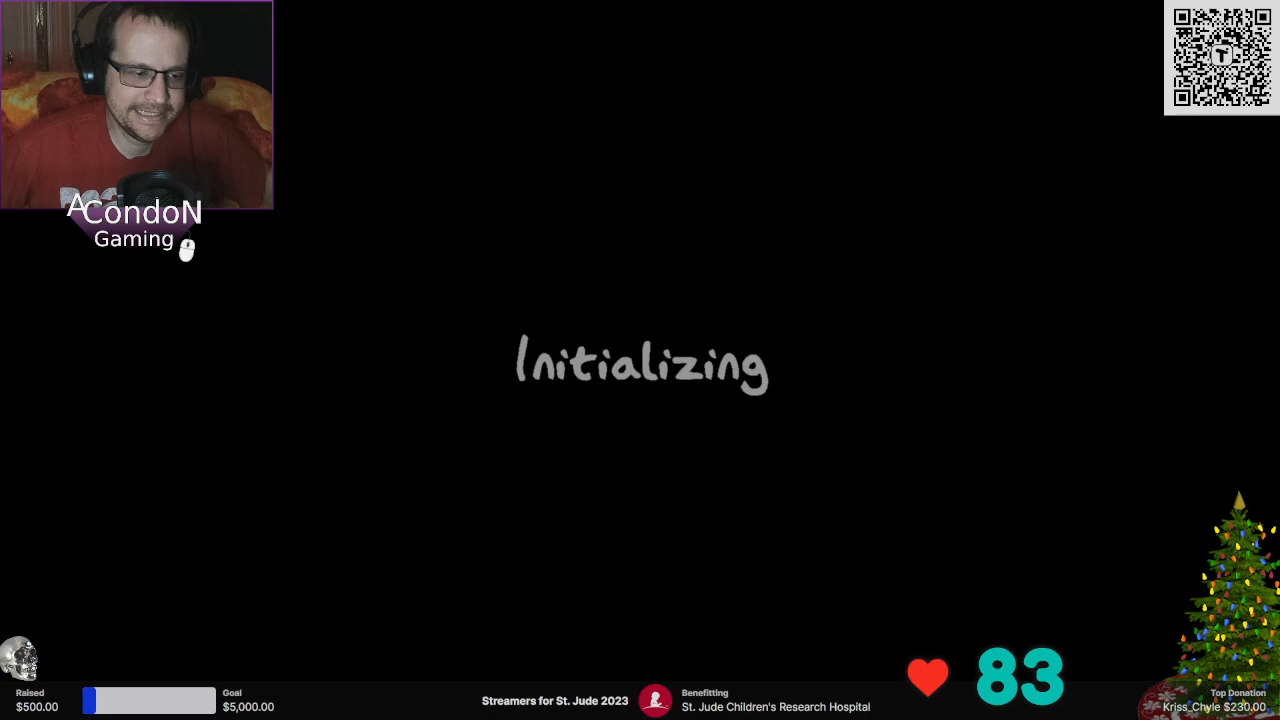 ACondoN
Gaming
Initializing
83
Raised
$500.00
Goal
$5,000.00
Streamers for St. Jude 2023
Benefitting
St. Jude Children's Research Hospital
Top Donation
Kriss_Chyle $230.00